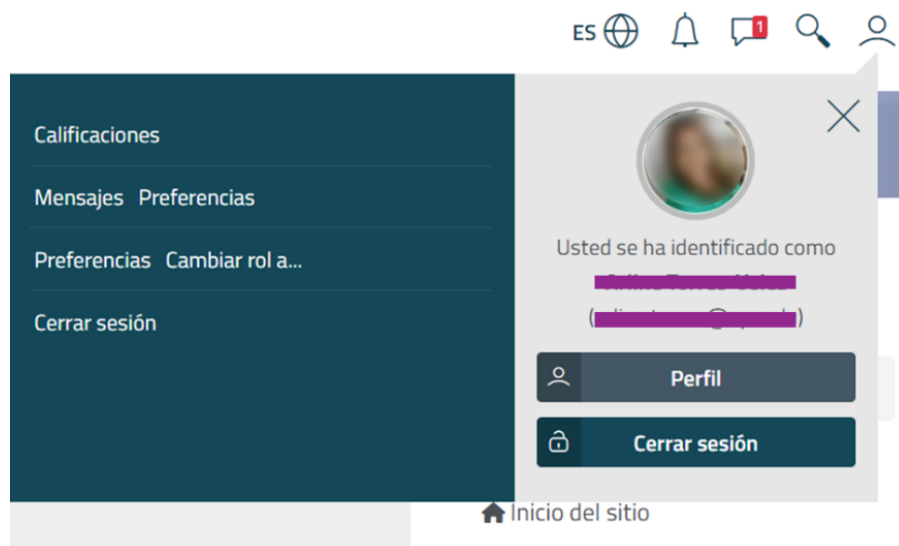 ES
1
Calificaciones
Mensajes Preferencias
Preferencias Cambiar rol a...
Cerrar sesión
Usted se ha identificado como
Perfil
Cerrar sesión
Inicio del sitio